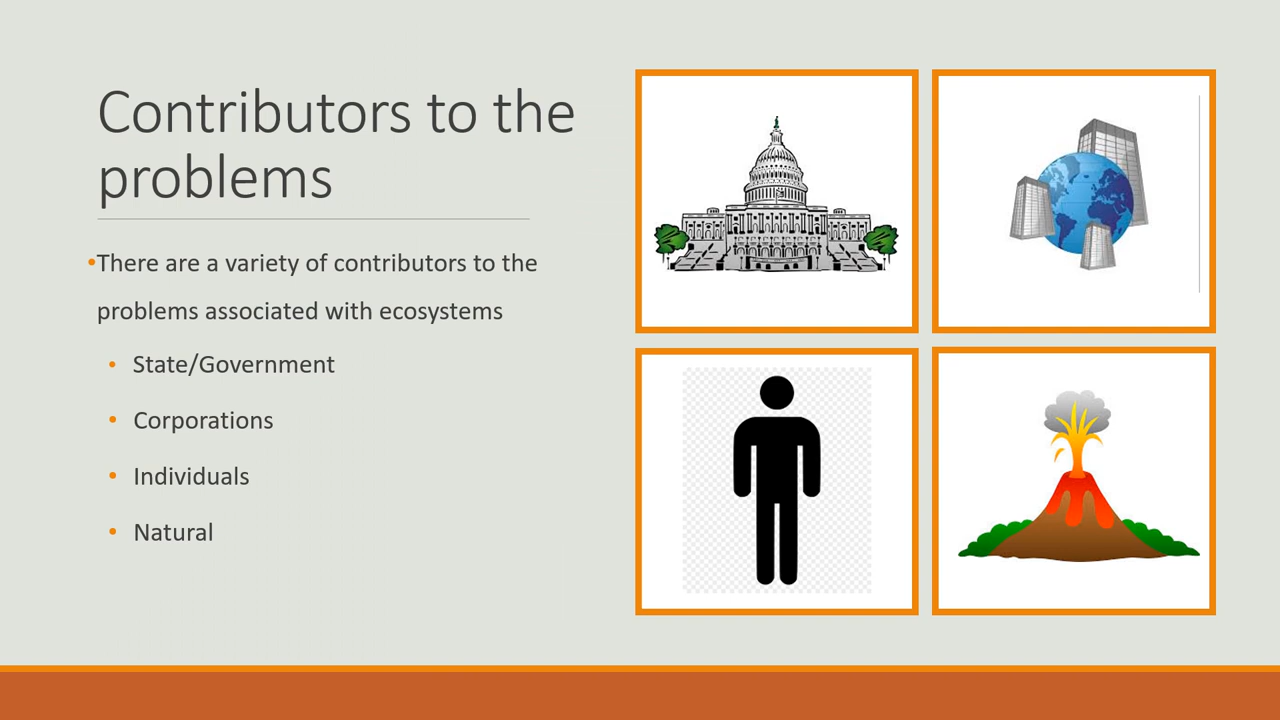 Contributors to the
problems
•There are a variety of contributors to the
problems associated with ecosystems
• State/Government
• Corporations
• Individuals
• Natural